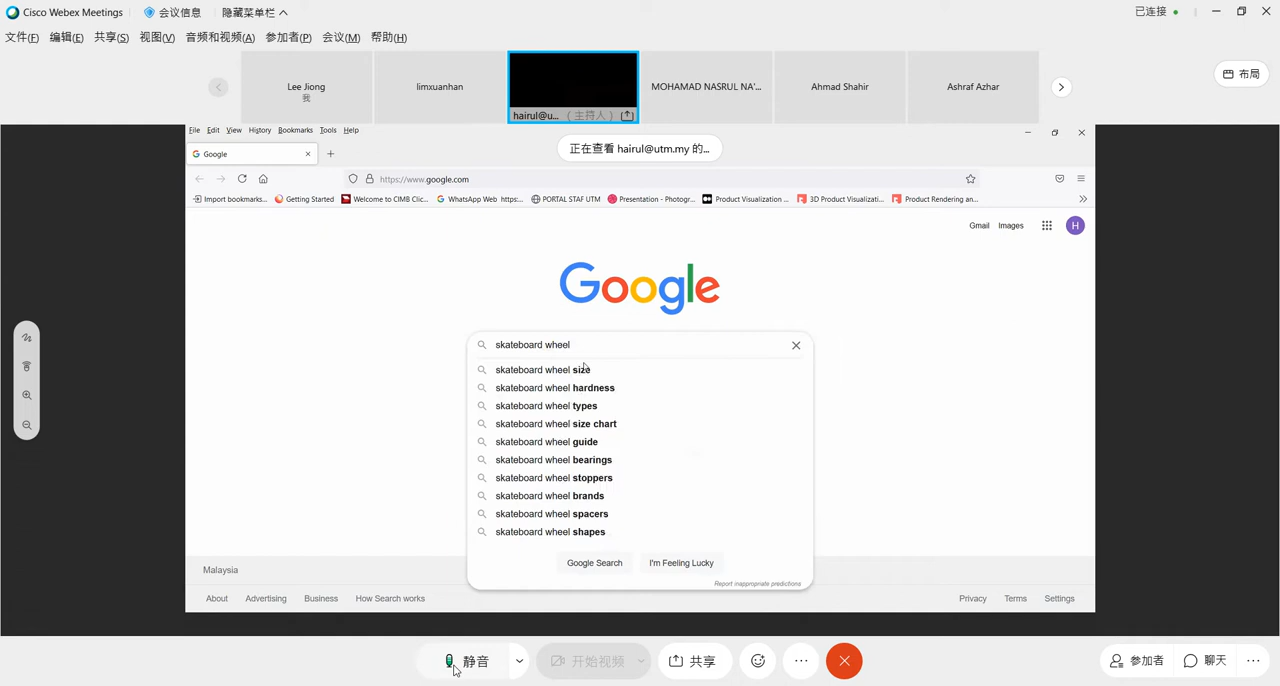 Cisco Webex Meetings 会议信息 隐藏菜单栏 已连接
文件(F) 编辑(E) 共享(S) 视图(V) 音频和视频(A) 参加者(P) 会议(M) 帮助(H)
Lee Jiong
我
limxuanhan
hairul@u... （主持人）
MOHAMAD NASRUL NA'...
Ahmad Shahir
Ashraf Azhar
布局
File Edit View History Bookmarks Tools Help
正在查看 hairul@utm.my 的...
Google
https://www.google.com
Import bookmarks... Getting Started Welcome to CIMB Clic... WhatsApp Web https:... PORTAL STAF UTM Presentation - Photogr... Product Visualization ... 3D Product Visualizati... Product Rendering an...
Gmail Images H
Google
skateboard wheel
skateboard wheel size
skateboard wheel hardness
skateboard wheel types
skateboard wheel size chart
skateboard wheel guide
skateboard wheel bearings
skateboard wheel stoppers
skateboard wheel brands
skateboard wheel spacers
skateboard wheel shapes
Google Search I'm Feeling Lucky
Report inappropriate predictions
Malaysia
About Advertising Business How Search works Privacy Terms Settings
静音 开始视频 共享 参加者 聊天